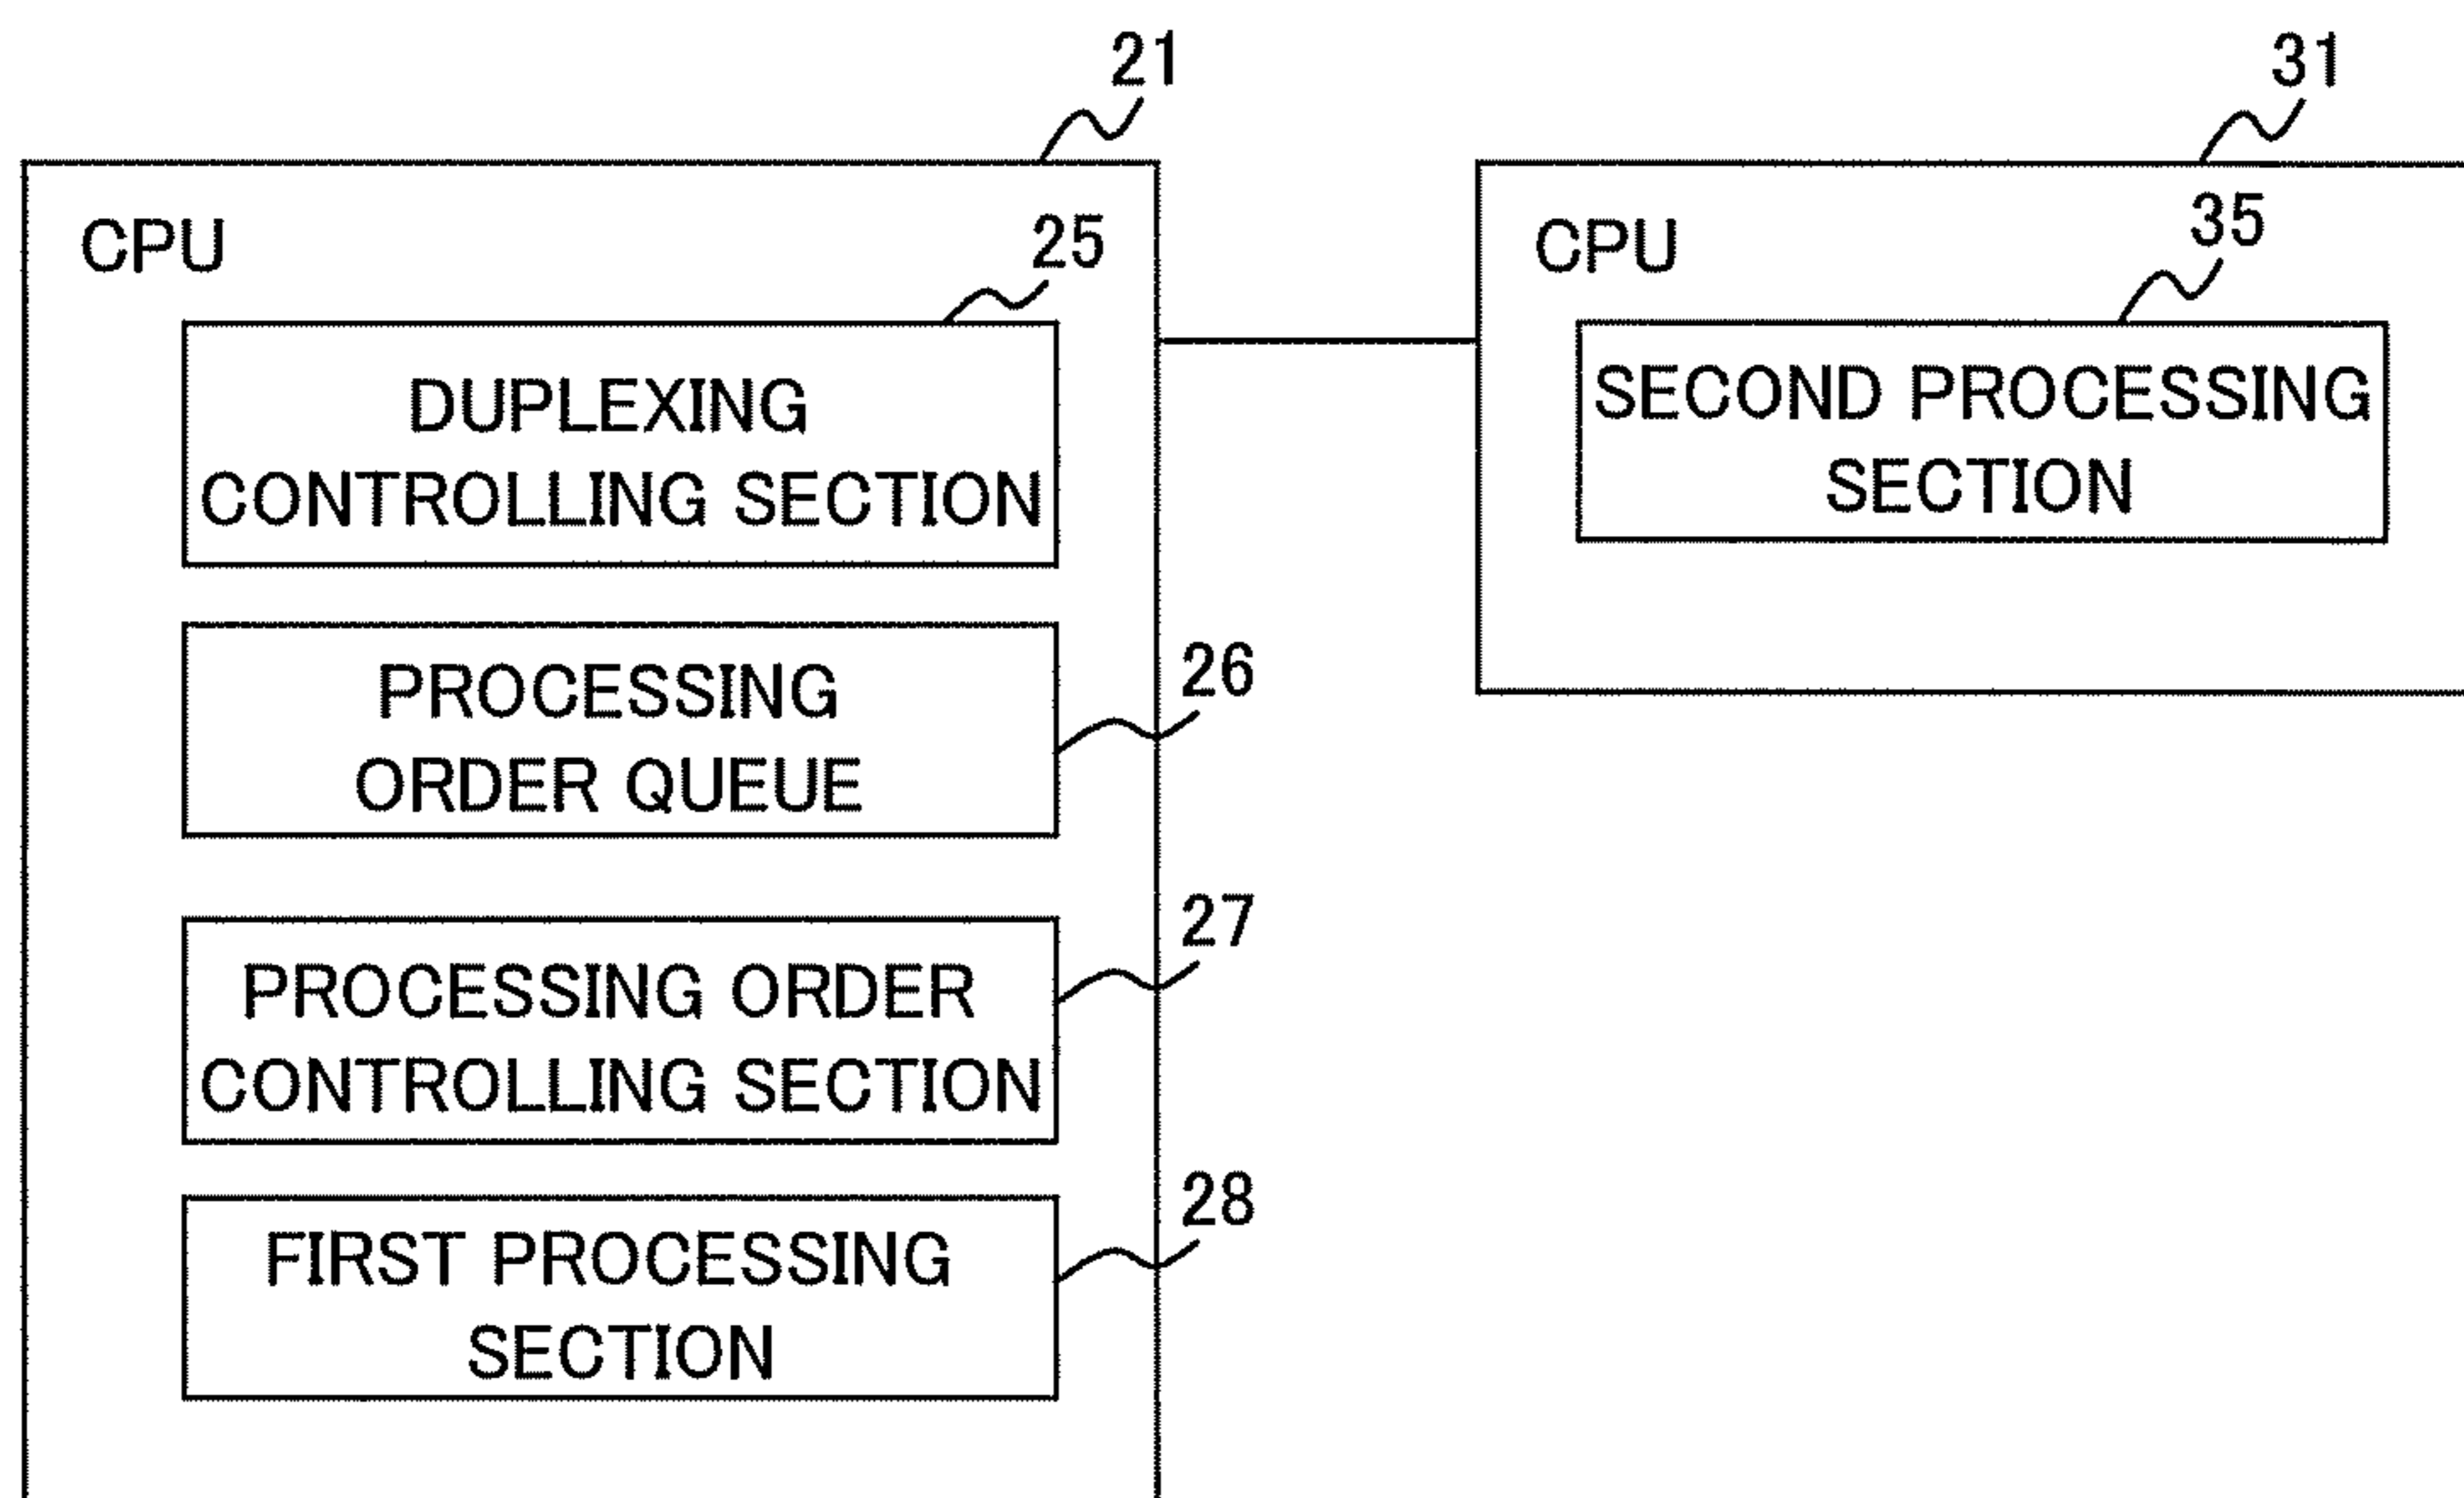 21
CPU
25
DUPLEXING
CONTROLLING SECTION
PROCESSING
ORDER QUEUE
26
PROCESSING ORDER
CONTROLLING SECTION
27
FIRST PROCESSING
SECTION
28
31
CPU
35
SECOND PROCESSING
SECTION